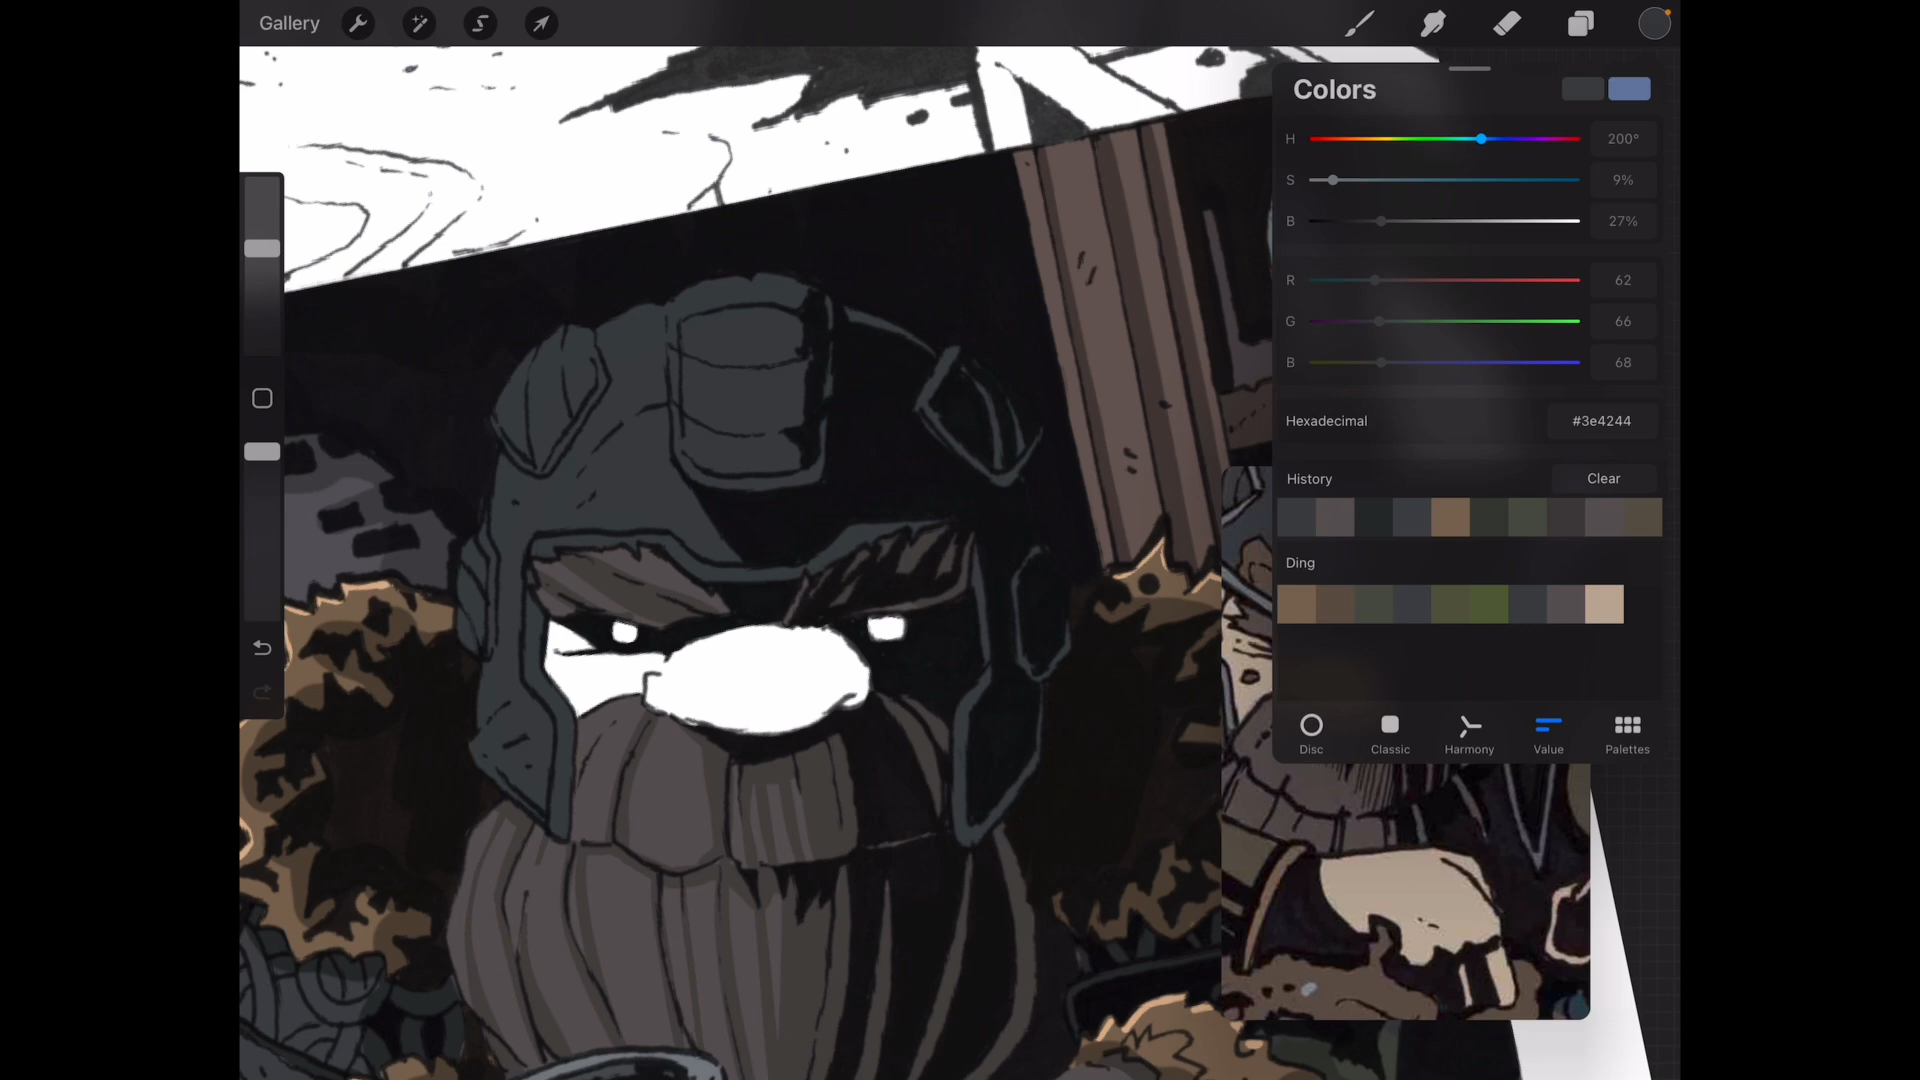 Gallery
Colors
H 200°
S 9%
B 27%
R 62
G 66
B 68
Hexadecimal #3e4244
History Clear
Ding
Disc Classic Harmony Value Palettes